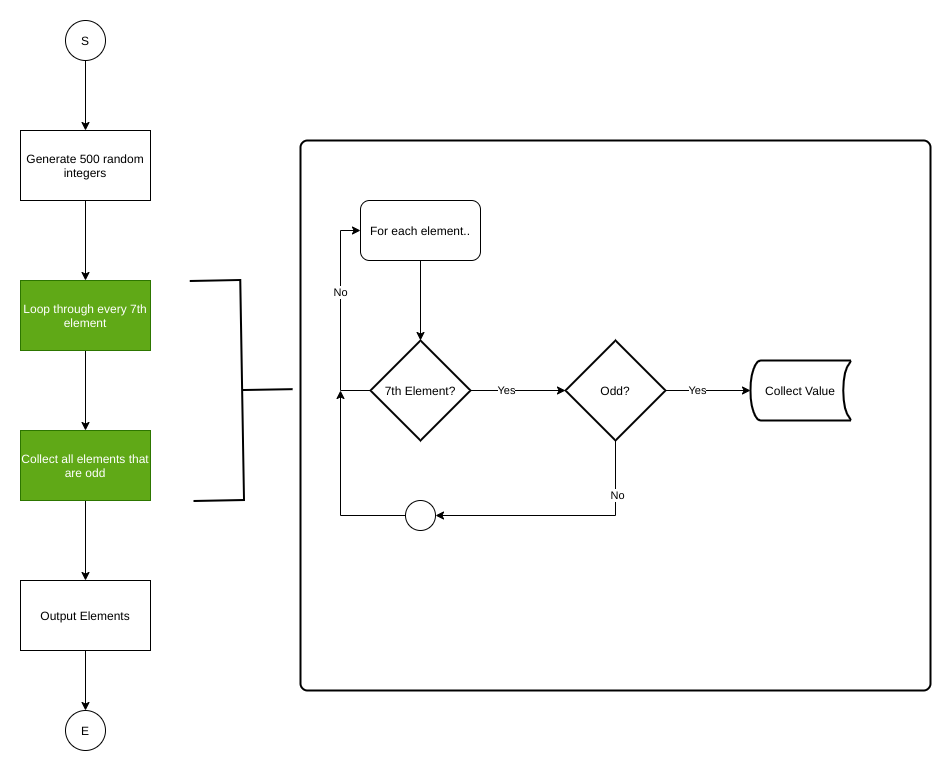 S
Generate 500 random
integers
Loop through every 7th
element
Collect all elements that
are odd
Output Elements
E
For each element..
No
7th Element?
Yes
Odd?
Yes
Collect Value
No